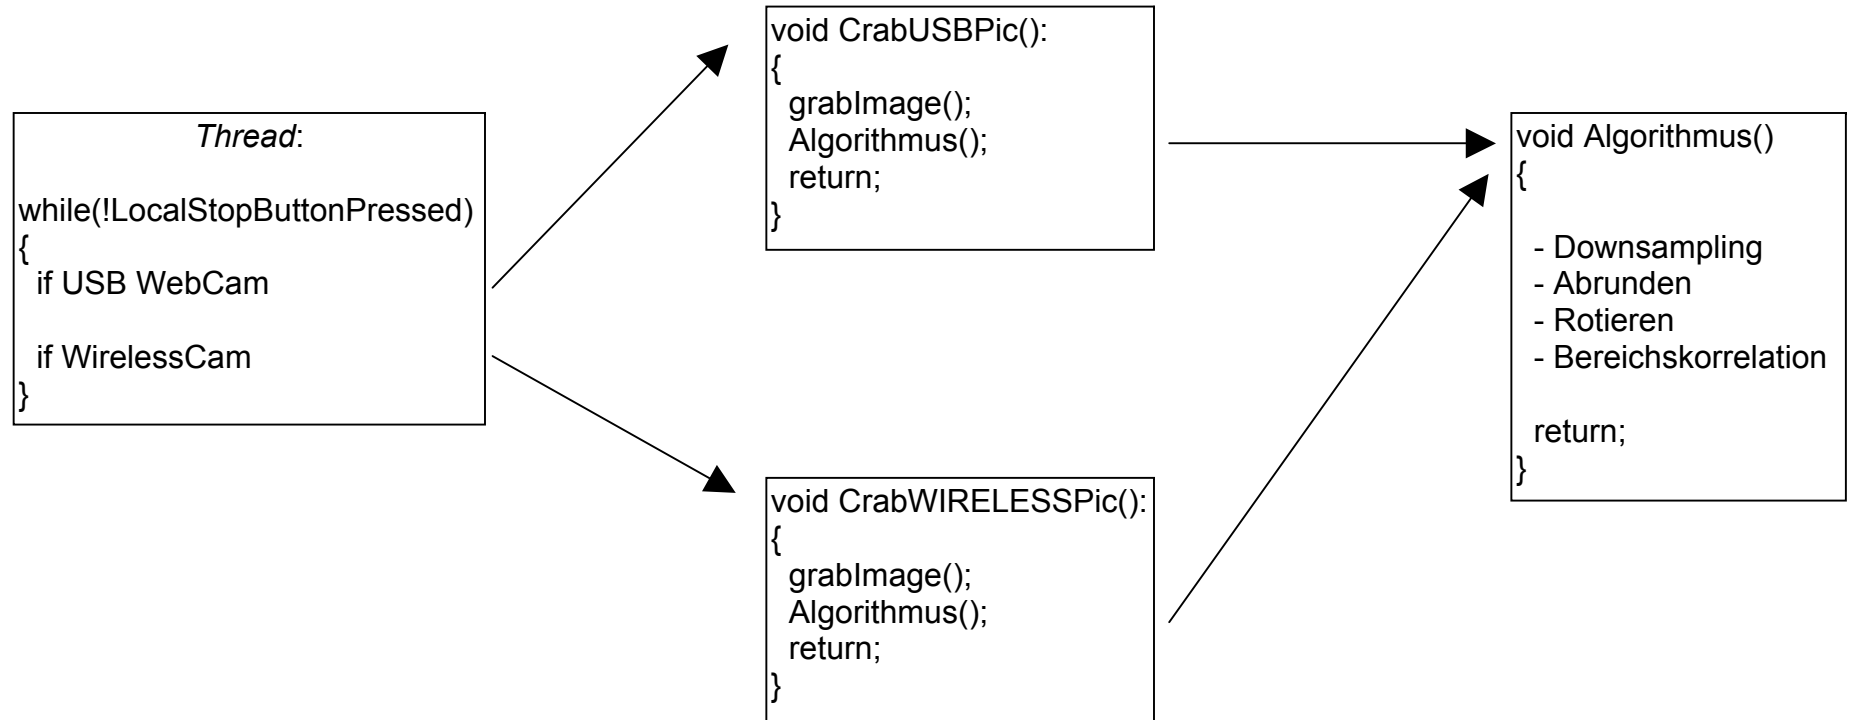 Thread:
while(!LocalStopButtonPressed)
{
if USB WebCam
if WirelessCam
}
void CrabUSBPic():
{
grabImage();
Algorithmus();
return;
}
void CrabWIRELESSPic():
{
grabImage();
Algorithmus();
return;
}
void Algorithmus()
{
- Downsampling
- Abrunden
- Rotieren
- Bereichskorrelation
return;
}